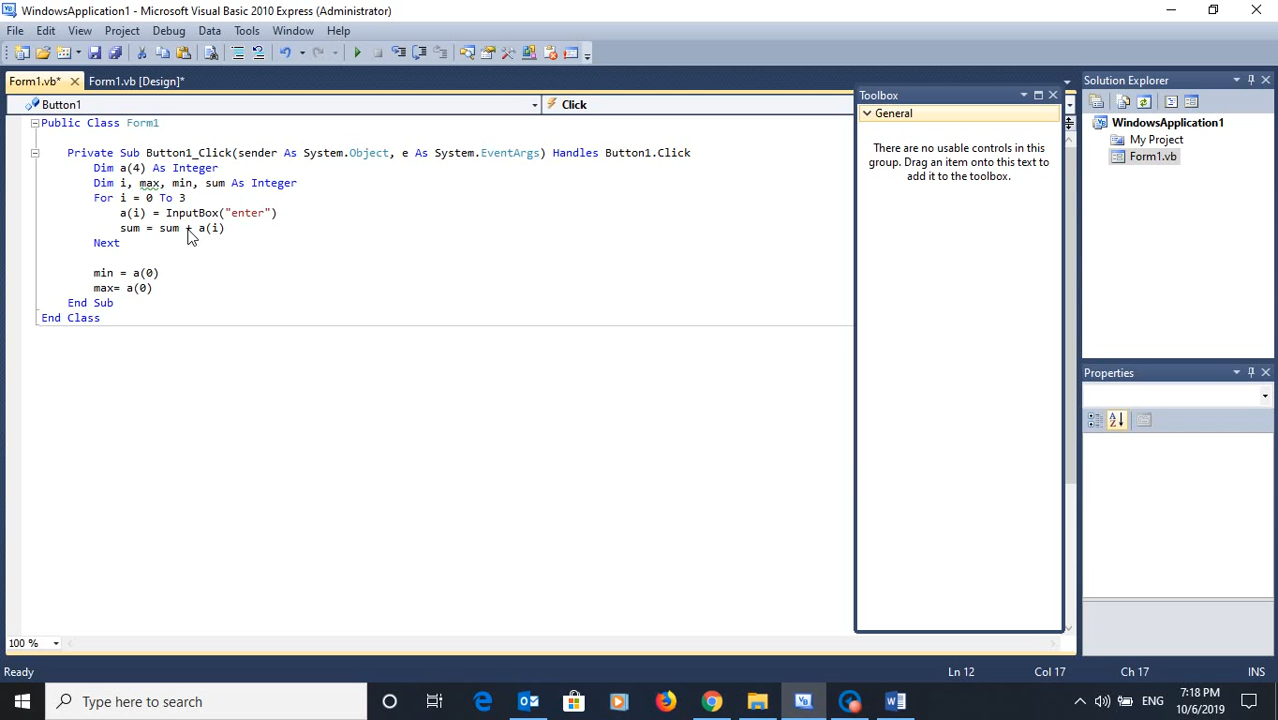 WindowsApplication1 - Microsoft Visual Basic 2010 Express (Administrator)
File Edit View Project Debug Data Tools Window Help
Form1.vb* Form1.vb [Design]*
Button1 Click
Public Class Form1
Private Sub Button1_Click(sender As System.Object, e As System.EventArgs) Handles Button1.Click
Dim a(4) As Integer
Dim i, max, min, sum As Integer
For i = 0 To 3
a(i) = InputBox("enter")
sum = sum + a(i)
Next
min = a(0)
max= a(0)
End Sub
End Class
100 %
Toolbox
General
There are no usable controls in this
group. Drag an item onto this text to
add it to the toolbox.
Solution Explorer
WindowsApplication1
My Project
Form1.vb
Properties
Ready Ln 12 Col 17 Ch 17 INS
Type here to search
ENG
7:18 PM
10/6/2019